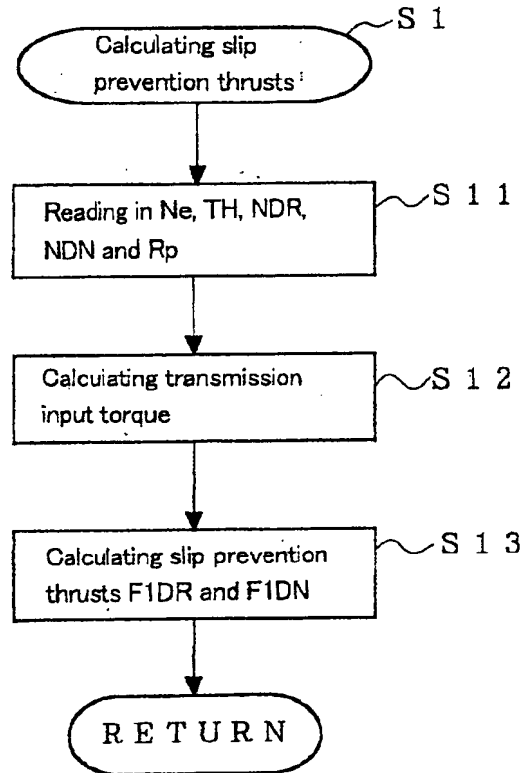 S 1
Calculating slip
prevention thrusts
Reading in Ne, TH, NDR,
NDN and Rp
S 1 1
Calculating transmission
input torque
S 1 2
Calculating slip prevention
thrusts F1DR and F1DN
S 1 3
RETURN